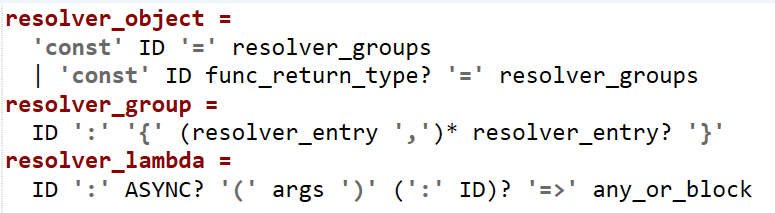 resolver_object =
'const' ID '=' resolver_groups
| 'const' ID func_return_type? '=' resolver_groups
resolver_group =
ID ':' '{' (resolver_entry ',')* resolver_entry? '}'
resolver_lambda =
ID ':' ASYNC? '(' args ')' (':' ID)? '=>' any_or_block